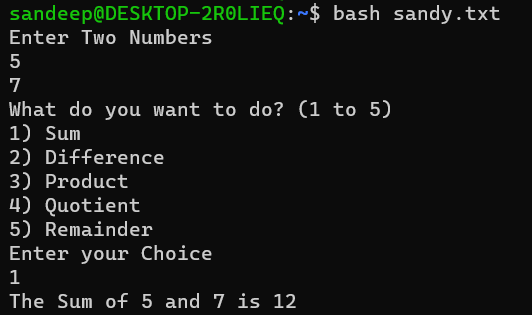 sandeep@DESKTOP-2R0LIEQ:~$ bash sandy.txt
Enter Two Numbers
5
7
What do you want to do? (1 to 5)
1) Sum
2) Difference
3) Product
4) Quotient
5) Remainder
Enter your Choice
1
The Sum of 5 and 7 is 12